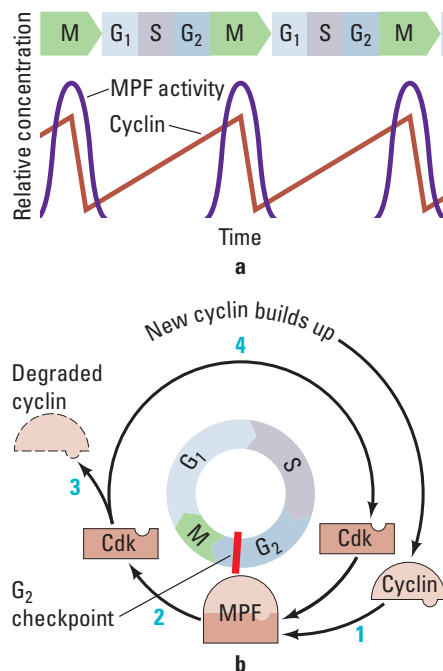 M G₁ S G₂ M G₁ S G₂ M
Relative concentration
MPF activity
Cyclin
Time
a
New cyclin builds up
4
Degraded
cyclin
3
G₁
S
M
G₂
Cdk
Cdk
G₂
checkpoint
2
MPF
Cyclin
1
b